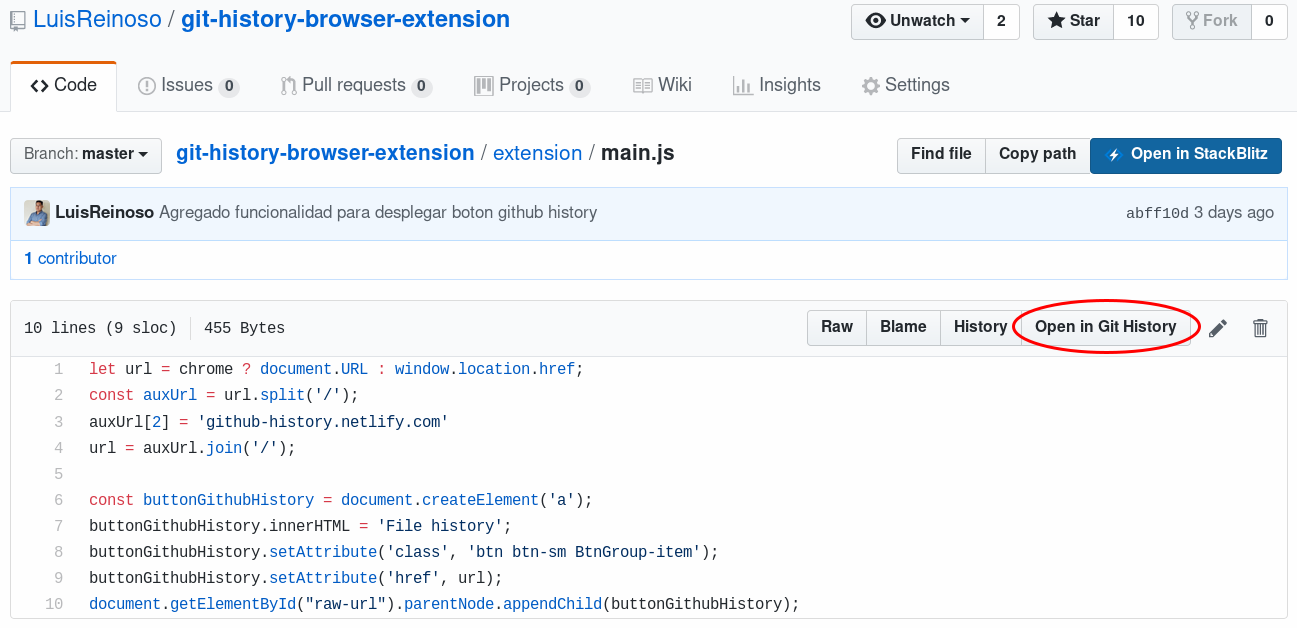 LuisReinoso / git-history-browser-extension
Unwatch 2 Star 10 Fork 0
Code Issues 0 Pull requests 0 Projects 0 Wiki Insights Settings
Branch: master git-history-browser-extension / extension / main.js Find file Copy path Open in StackBlitz
LuisReinoso Agregado funcionalidad para desplegar boton github history abff10d 3 days ago
1 contributor
10 lines (9 sloc) 455 Bytes Raw Blame History Open in Git History
1 let url = chrome ? document.URL : window.location.href;
2 const auxUrl = url.split('/');
3 auxUrl[2] = 'github-history.netlify.com'
4 url = auxUrl.join('/');
5
6 const buttonGithubHistory = document.createElement('a');
7 buttonGithubHistory.innerHTML = 'File history';
8 buttonGithubHistory.setAttribute('class', 'btn btn-sm BtnGroup-item');
9 buttonGithubHistory.setAttribute('href', url);
10 document.getElementById("raw-url").parentNode.appendChild(buttonGithubHistory);